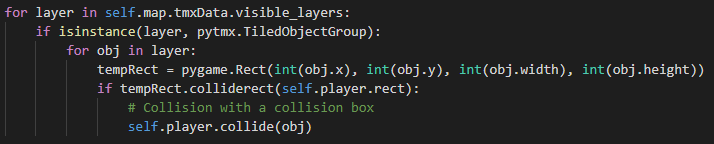 for layer in self.map.tmxData.visible_layers:
    if isinstance(layer, pytmx.TiledObjectGroup):
        for obj in layer:
            tempRect = pygame.Rect(int(obj.x), int(obj.y), int(obj.width), int(obj.height))
            if tempRect.colliderect(self.player.rect):
                # Collision with a collision box
                self.player.collide(obj)